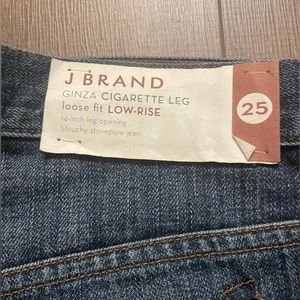 J BRAND
GINZA CIGARETTE LEG
loose fit LOW-RISE
14-inch leg opening
Slouchy stovepipe jean
25